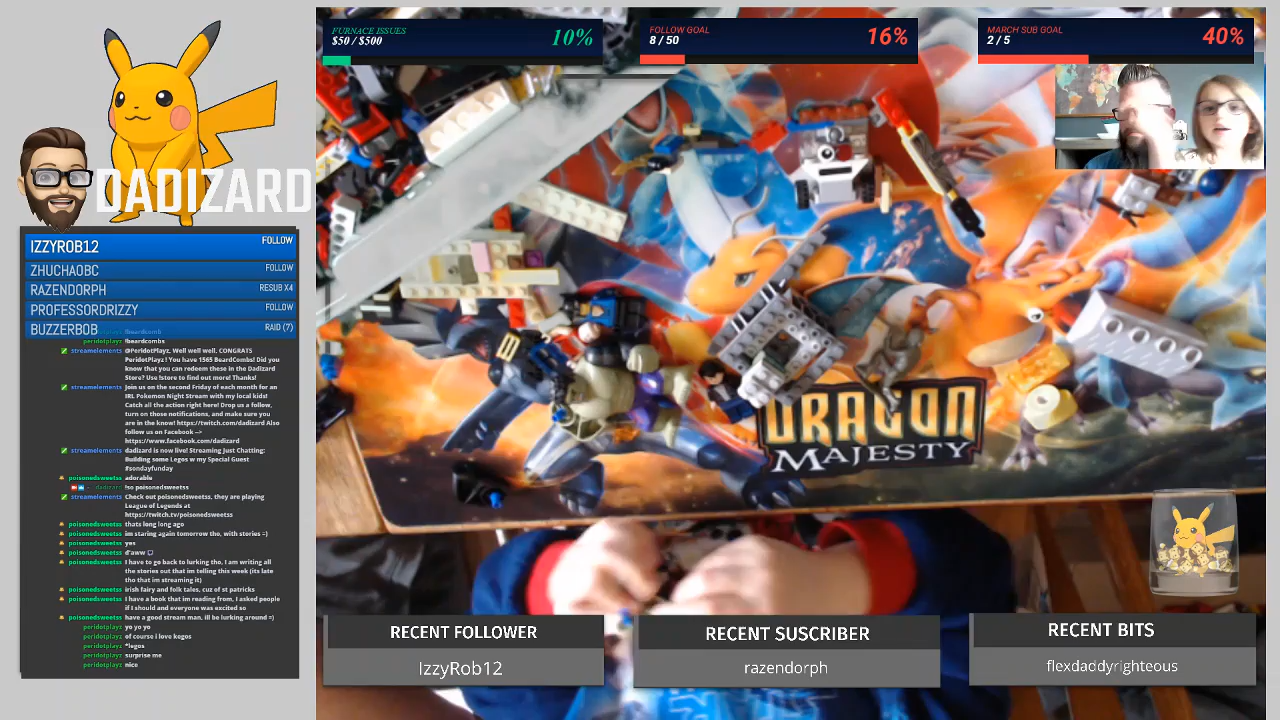 FURNACE ISSUES
$50 / $500
10%
FOLLOW GOAL
8 / 50
16%
MARCH SUB GOAL
2 / 5
40%
DADIZARD
IZZYROB12 FOLLOW
ZHUCHAOBC FOLLOW
RAZENDORPH RESUB X4
PROFESSORDRIZZY FOLLOW
BUZZERBOB RAID (7)
peridotplayz !beardcomb
peridotplayz !beardcombs
streamelements @PeridotPlayz, Well well well, CONGRATS
PeridotPlayz ! You have 1565 BeardCombs! Did you
know that you can redeem these in the Dadizard
Store? Use !store to find out more! Thanks!
streamelements Join us on the second Friday of each month for an
IRL Pokemon Night Stream with my local kids!
Catch all the action right here! Drop us a follow,
turn on those notifications, and make sure you
are in the know! https://twitch.com/dadizard Also
follow us on Facebook -->
https://www.facebook.com/dadizard
streamelements dadizard is now live! Streaming Just Chatting:
Building some Legos w my Special Guest
#sondayfunday
poisonedsweetss adorable
dadizard !so poisonedsweetss
streamelements Check out poisonedsweetss, they are playing
League of Legends at
https://twitch.tv/poisonedsweetss
poisonedsweetss thats long long ago
poisonedsweetss im staring again tomorrow tho, with stories =)
poisonedsweetss yes
poisonedsweetss d'aww
poisonedsweetss I have to go back to lurking tho, I am writing all
the stories out that im telling this week (its late
tho that im streaming it)
poisonedsweetss irish fairy and folk tales, cuz of st patricks
poisonedsweetss I have a book that im reading from, I asked people
if I should and everyone was excited so
poisonedsweetss have a good stream man, ill be lurking around =)
peridotplayz yo yo yo
peridotplayz of course i love kegos
peridotplayz *legos
peridotplayz surprise me
peridotplayz nice
DRAGON
MAJESTY
RECENT FOLLOWER
IzzyRob12
RECENT SUSCRIBER
razendorph
RECENT BITS
flexdaddyrighteous